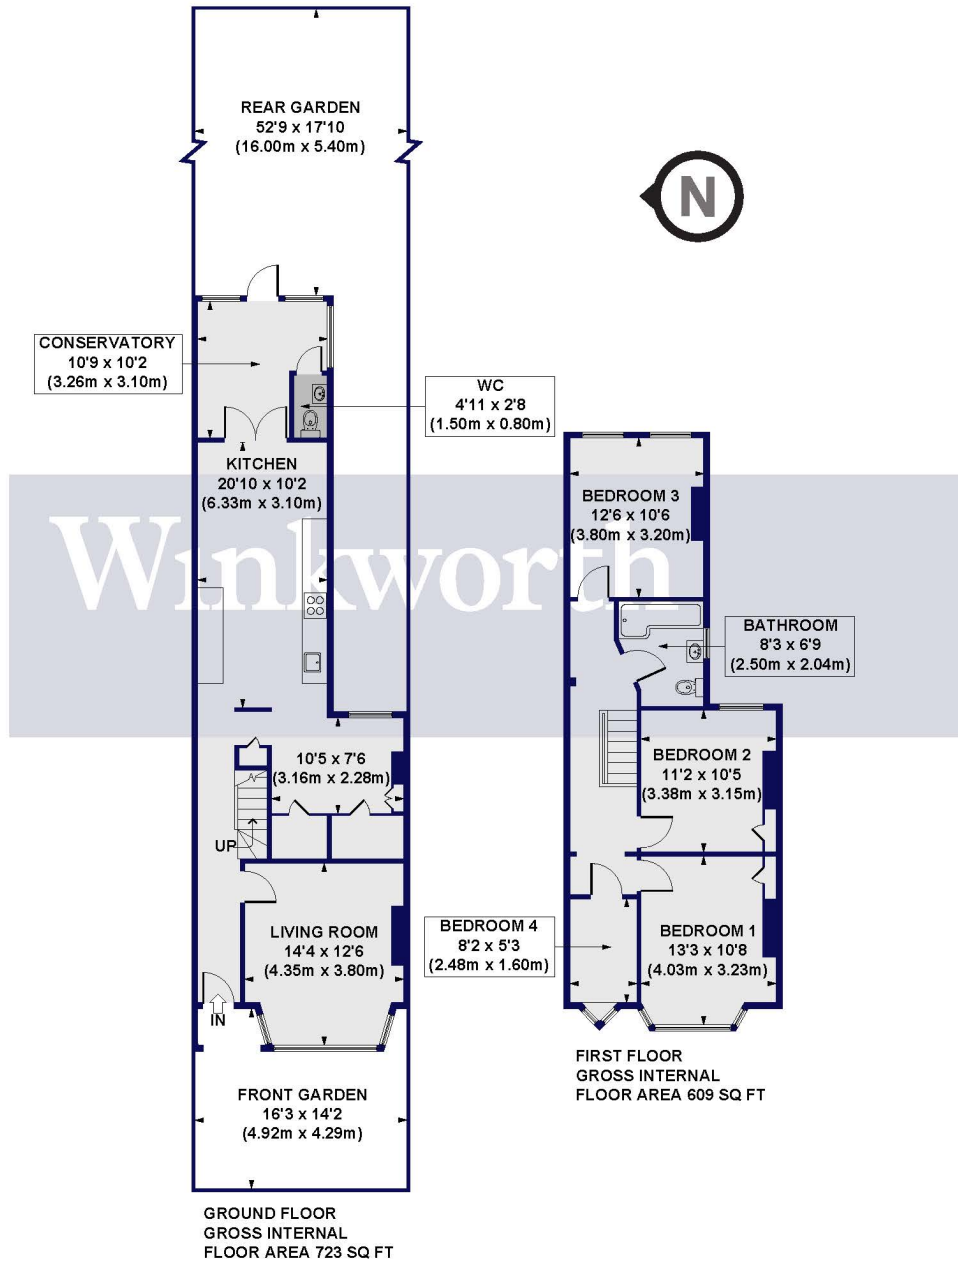 REAR GARDEN
52'9 x 17'10
(16.00m x 5.40m)
N
CONSERVATORY
10'9 x 10'2
(3.26m x 3.10m)
WC
4'11 x 2'8
(1.50m x 0.80m)
KITCHEN
20'10 x 10'2
(6.33m x 3.10m)
Winkworth
BEDROOM 3
12'6 x 10'6
(3.80m x 3.20m)
BATHROOM
8'3 x 6'9
(2.50m x 2.04m)
10'5 x 7'6
(3.16m x 2.28m)
BEDROOM 2
11'2 x 10'5
(3.38m x 3.15m)
UP
LIVING ROOM
14'4 x 12'6
(4.35m x 3.80m)
BEDROOM 4
8'2 x 5'3
(2.48m x 1.60m)
BEDROOM 1
13'3 x 10'8
(4.03m x 3.23m)
IN
FRONT GARDEN
16'3 x 14'2
(4.92m x 4.29m)
FIRST FLOOR
GROSS INTERNAL
FLOOR AREA 609 SQ FT
GROUND FLOOR
GROSS INTERNAL
FLOOR AREA 723 SQ FT